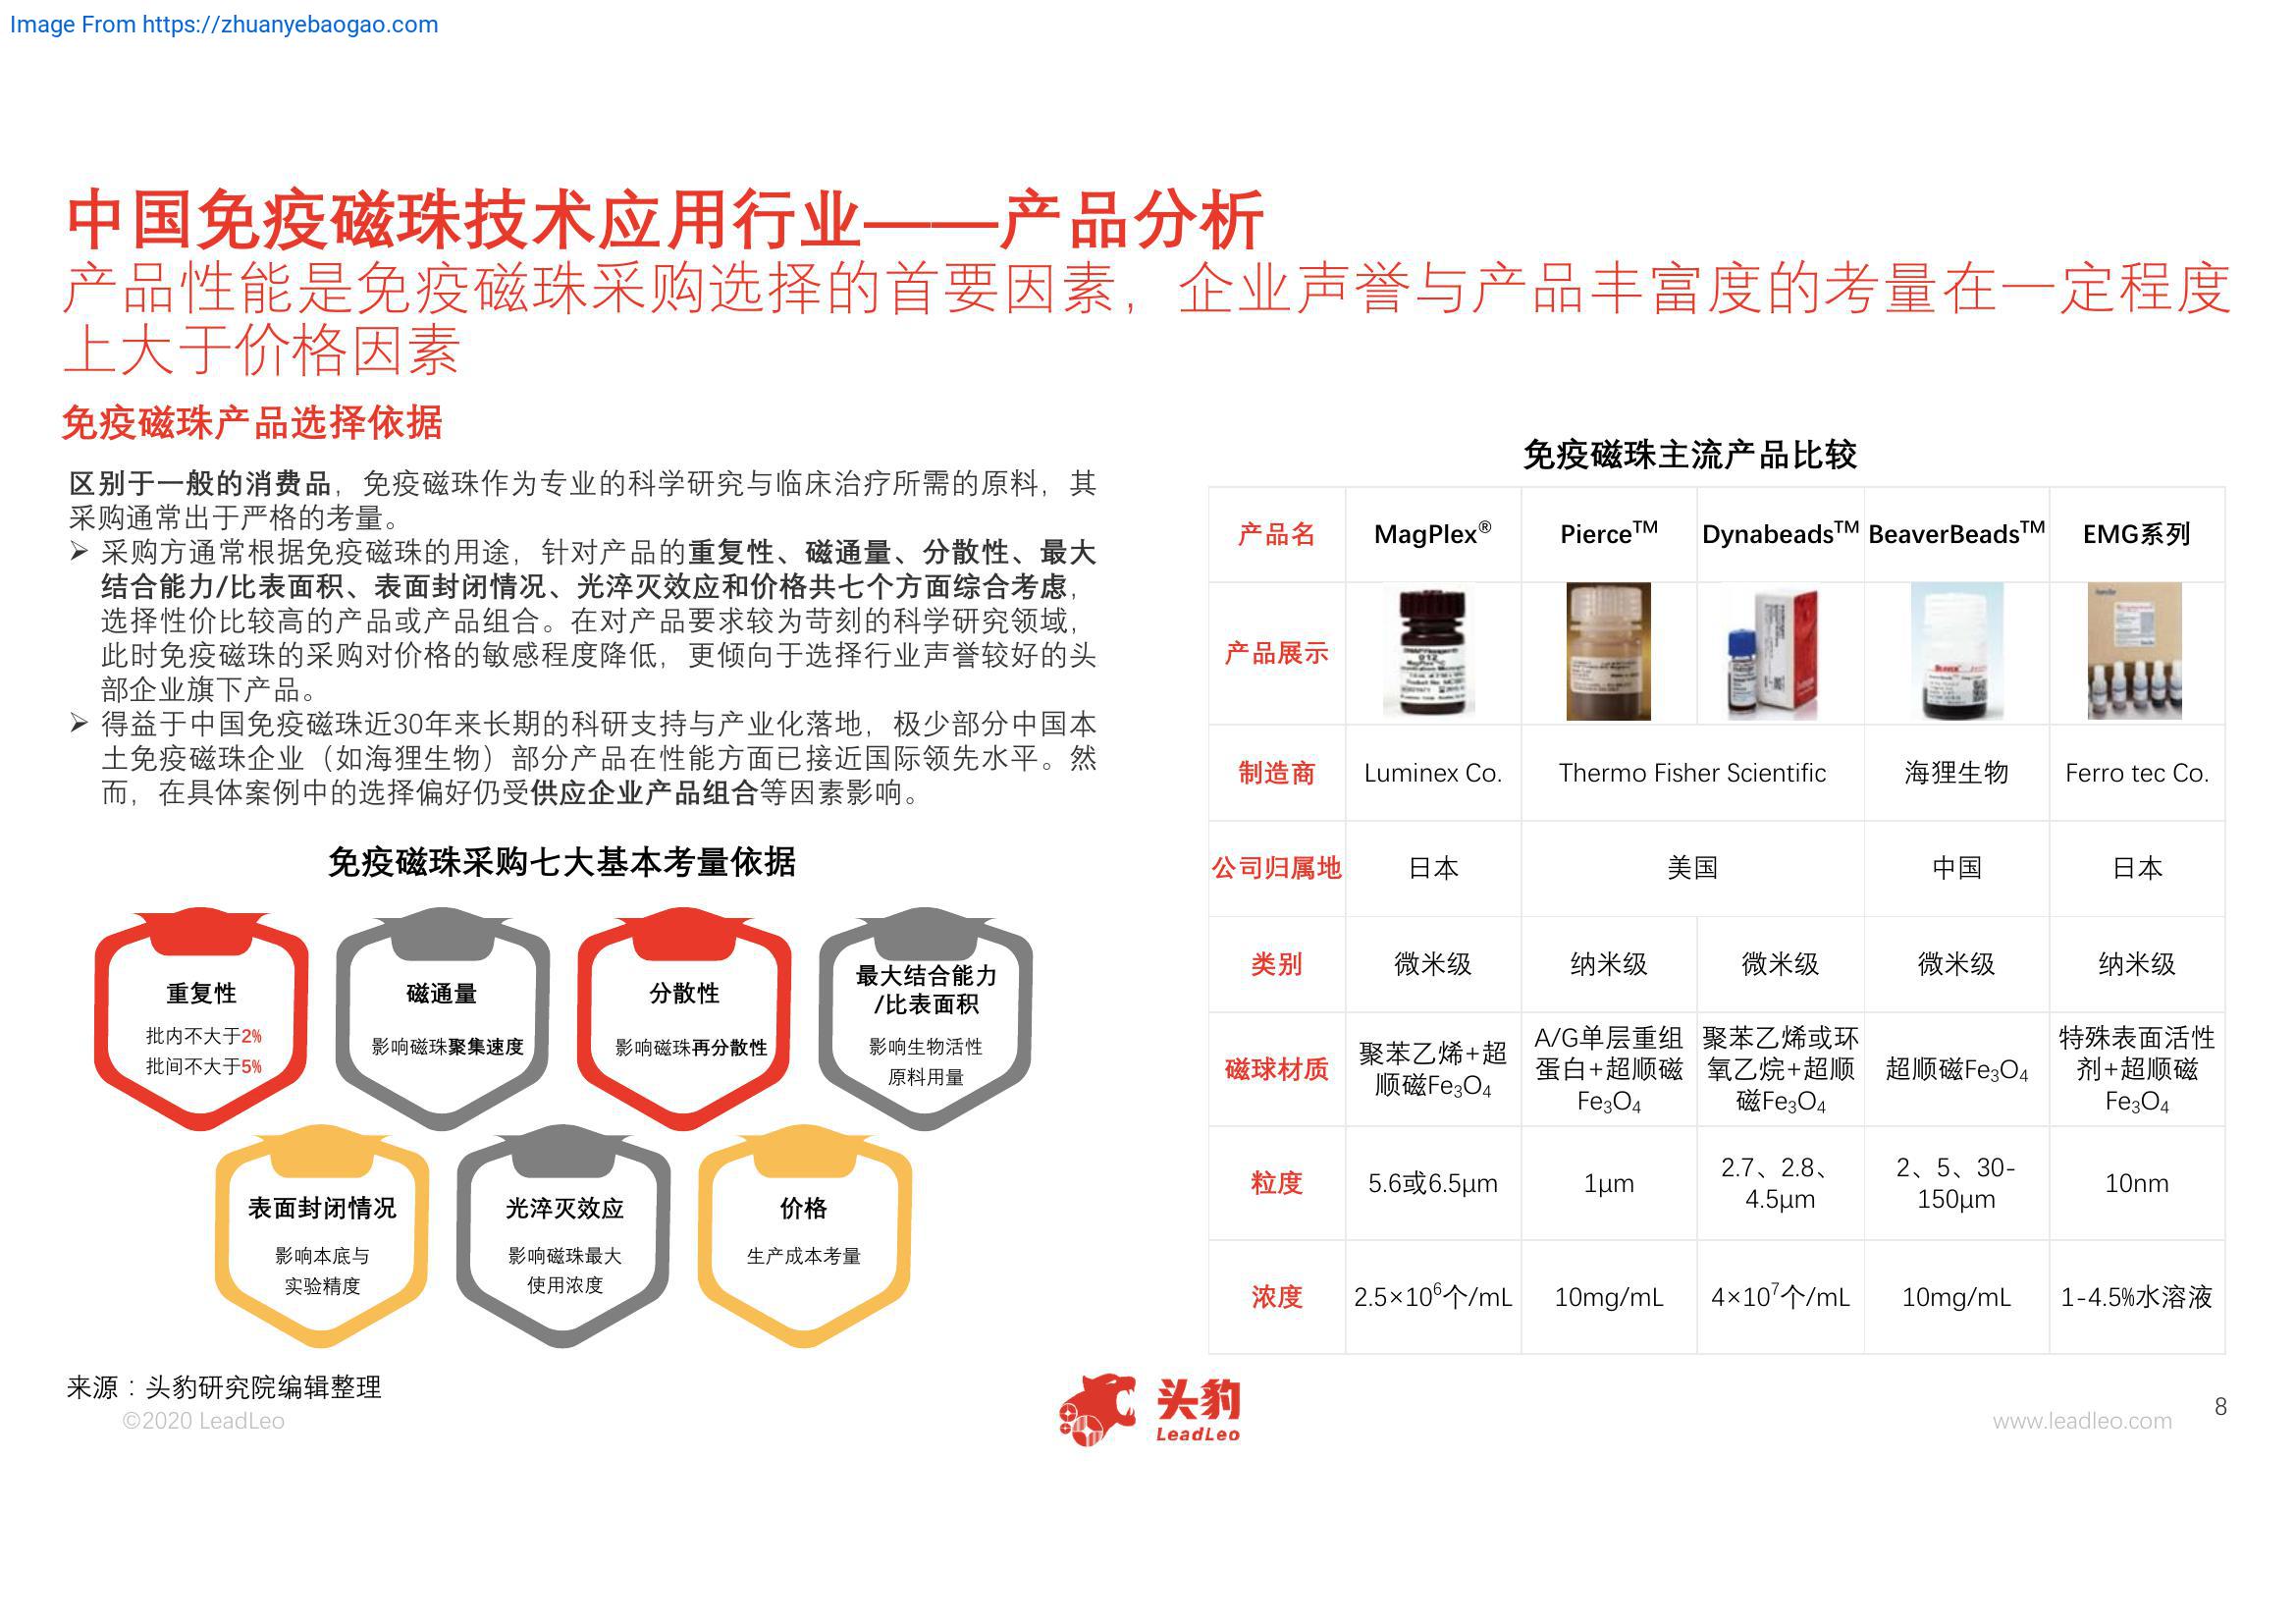 Image From https://zhuanyebaogao.com
中国免疫磁珠技术应用行业——产品分析
产品性能是免疫磁珠采购选择的首要因素，企业声誉与产品丰富度的考量在一定程度
上大于价格因素
免疫磁珠产品选择依据
区别于一般的消费品，免疫磁珠作为专业的科学研究与临床治疗所需的原料，其
采购通常出于严格的考量。
➢ 采购方通常根据免疫磁珠的用途，针对产品的重复性、磁通量、分散性、最大
结合能力/比表面积、表面封闭情况、光淬灭效应和价格共七个方面综合考虑，
选择性价比较高的产品或产品组合。在对产品要求较为苛刻的科学研究领域，
此时免疫磁珠的采购对价格的敏感程度降低，更倾向于选择行业声誉较好的头
部企业旗下产品。
➢ 得益于中国免疫磁珠近30年来长期的科研支持与产业化落地，极少部分中国本
土免疫磁珠企业（如海狸生物）部分产品在性能方面已接近国际领先水平。然
而，在具体案例中的选择偏好仍受供应企业产品组合等因素影响。
免疫磁珠采购七大基本考量依据
重复性
批内不大于2%
批间不大于5%
磁通量
影响磁珠聚集速度
分散性
影响磁珠再分散性
最大结合能力
/比表面积
影响生物活性
原料用量
表面封闭情况
影响本底与
实验精度
光淬灭效应
影响磁珠最大
使用浓度
价格
生产成本考量
免疫磁珠主流产品比较
产品名 MagPlex® Pierce™ Dynabeads™ BeaverBeads™ EMG系列
产品展示
制造商 Luminex Co. Thermo Fisher Scientific 海狸生物 Ferro tec Co.
公司归属地 日本 美国 中国 日本
类别 微米级 纳米级 微米级 微米级 纳米级
磁球材质
聚苯乙烯+超
顺磁Fe₃O₄
A/G单层重组
蛋白+超顺磁
Fe₃O₄
聚苯乙烯或环
氧乙烷+超顺
磁Fe₃O₄
超顺磁Fe₃O₄
特殊表面活性
剂+超顺磁
Fe₃O₄
粒度
5.6或6.5μm
1μm
2.7、2.8、
4.5μm
2、5、30-
150μm
10nm
浓度 2.5×10⁶个/mL 10mg/mL 4×10⁷个/mL 10mg/mL 1-4.5%水溶液
来源：头豹研究院编辑整理
©2020 LeadLeo
头豹
LeadLeo
www.leadleo.com
8